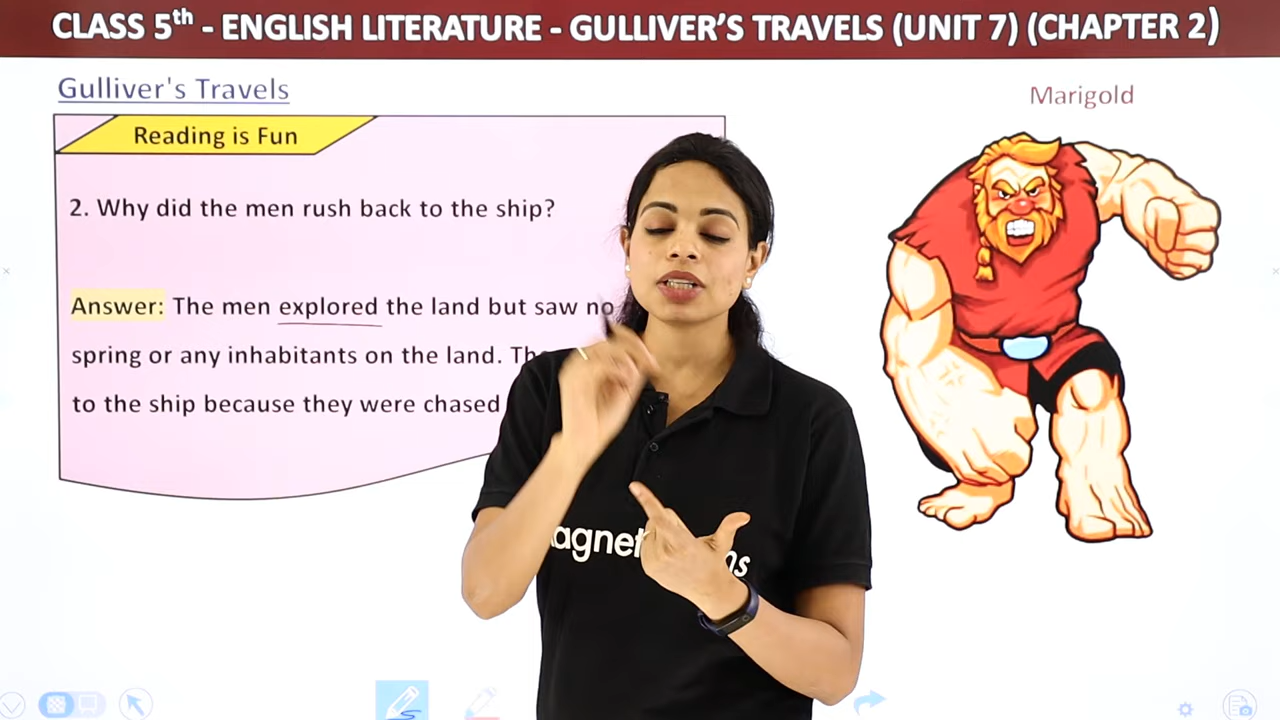 CLASS 5th - ENGLISH LITERATURE - GULLIVER'S TRAVELS (UNIT 7) (CHAPTER 2)
Gulliver's Travels
Marigold
Reading is Fun
2. Why did the men rush back to the ship?
Answer: The men explored the land but saw no
spring or any inhabitants on the land.
to the ship because they were chased